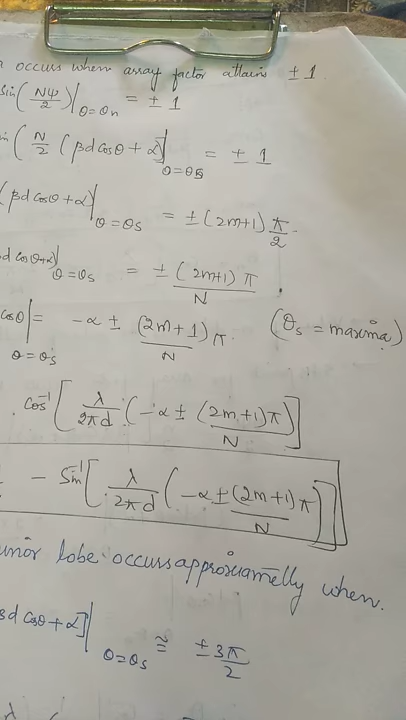 occurs when array factor attains ± 1
sin(Nψ/2)|θ=θn = ± 1
(N/2 (βd cosθ + α)]θ=θs = ± 1
(βd cosθ + α)|θ=θs = ±(2m+1) π/2.
d cosθ+α)|θ=θs = ± (2m+1) π/N
cosθ|θ=θs = -α ± (2m+1)π/N (θs = maxima)
cos⁻¹[λ/2πd (-α ± (2m+1)π/N)]
- Sin⁻¹[λ/2πd (-α ± (2m+1)π/N)]
minor lobe occurs approximatelly when.
βd cosθ + α]|θ=θs ≅ ± 3π/2